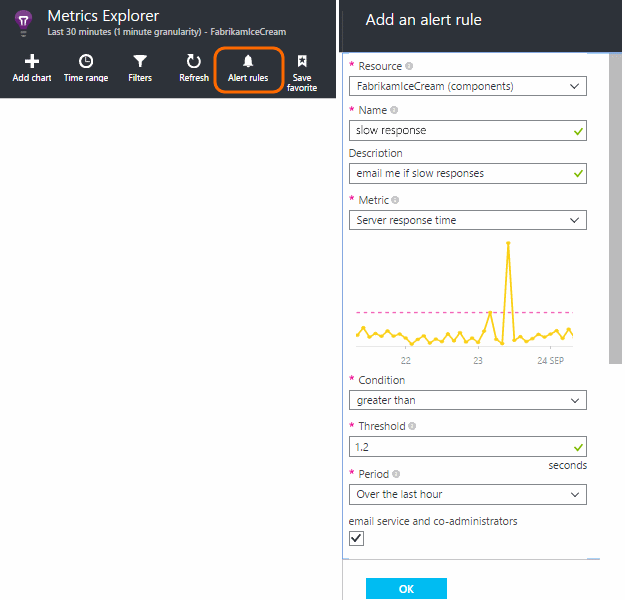 Metrics Explorer
Last 30 minutes (1 minute granularity) - FabrikamIceCream
Add chart
Time range
Filters
Refresh
Alert rules
Save
favorite
Add an alert rule
* Resource
FabrikamIceCream (components)
* Name
slow response
Description
email me if slow responses
* Metric
Server response time
22 23 24 SEP
* Condition
greater than
* Threshold
1.2
seconds
* Period
Over the last hour
email service and co-administrators
OK